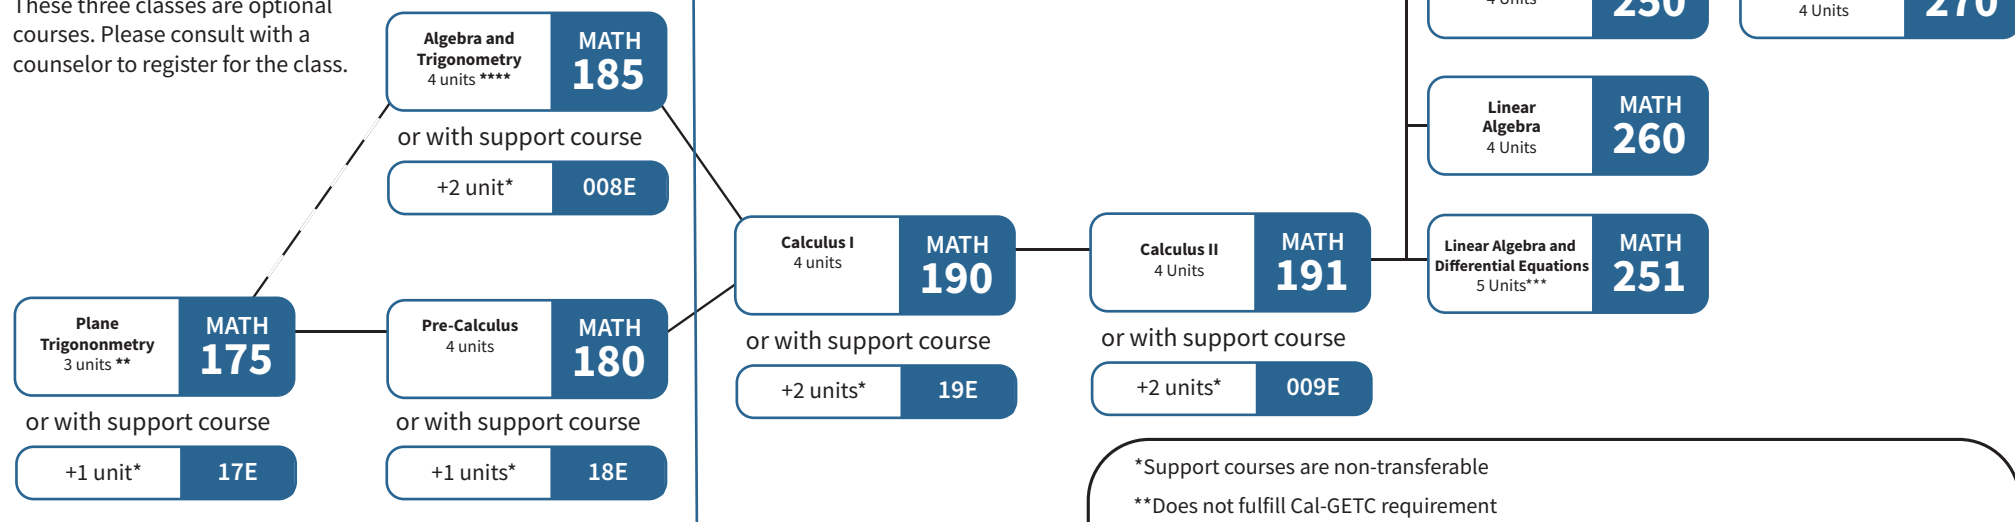 These three classes are optional
courses. Please consult with a
counselor to register for the class.
Algebra and
Trigonometry
4 units ****
MATH
185
or with support course
+2 unit*
008E
Plane
Trigononmetry
3 units **
MATH
175
or with support course
+1 unit*
17E
Pre-Calculus
4 units
MATH
180
or with support course
+1 units*
18E
Calculus I
4 units
MATH
190
or with support course
+2 units*
19E
Calculus II
4 Units
MATH
191
or with support course
+2 units*
009E
4 Units
250
4 Units
270
Linear
Algebra
4 Units
MATH
260
Linear Algebra and
Differential Equations
5 Units***
MATH
251
*Support courses are non-transferable
**Does not fulfill Cal-GETC requirement